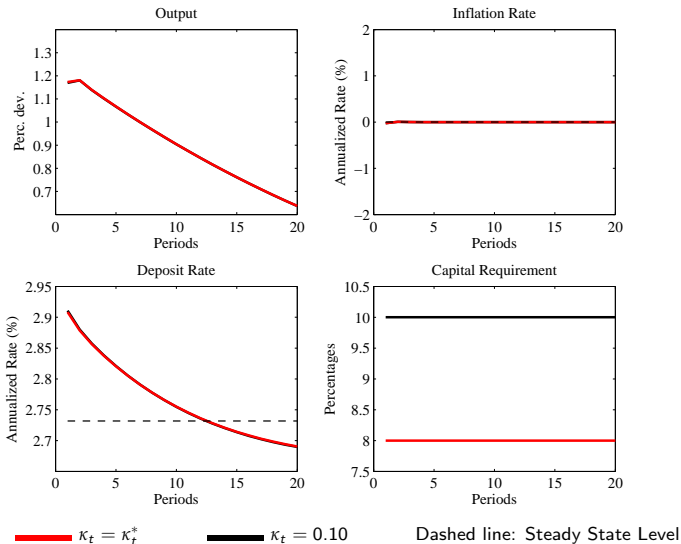 Output
Perc. dev.
1.3
1.2
1.1
1
0.9
0.8
0.7
0 5 10 15 20
Periods
Inflation Rate
Annualized Rate (%)
2
1
0
−1
−2
0 5 10 15 20
Periods
Deposit Rate
Annualized Rate (%)
2.95
2.9
2.85
2.8
2.75
2.7
0 5 10 15 20
Periods
Capital Requirement
Percentages
10.5
10
9.5
9
8.5
8
7.5
0 5 10 15 20
Periods
κ_t = κ_t^* κ_t = 0.10 Dashed line: Steady State Level